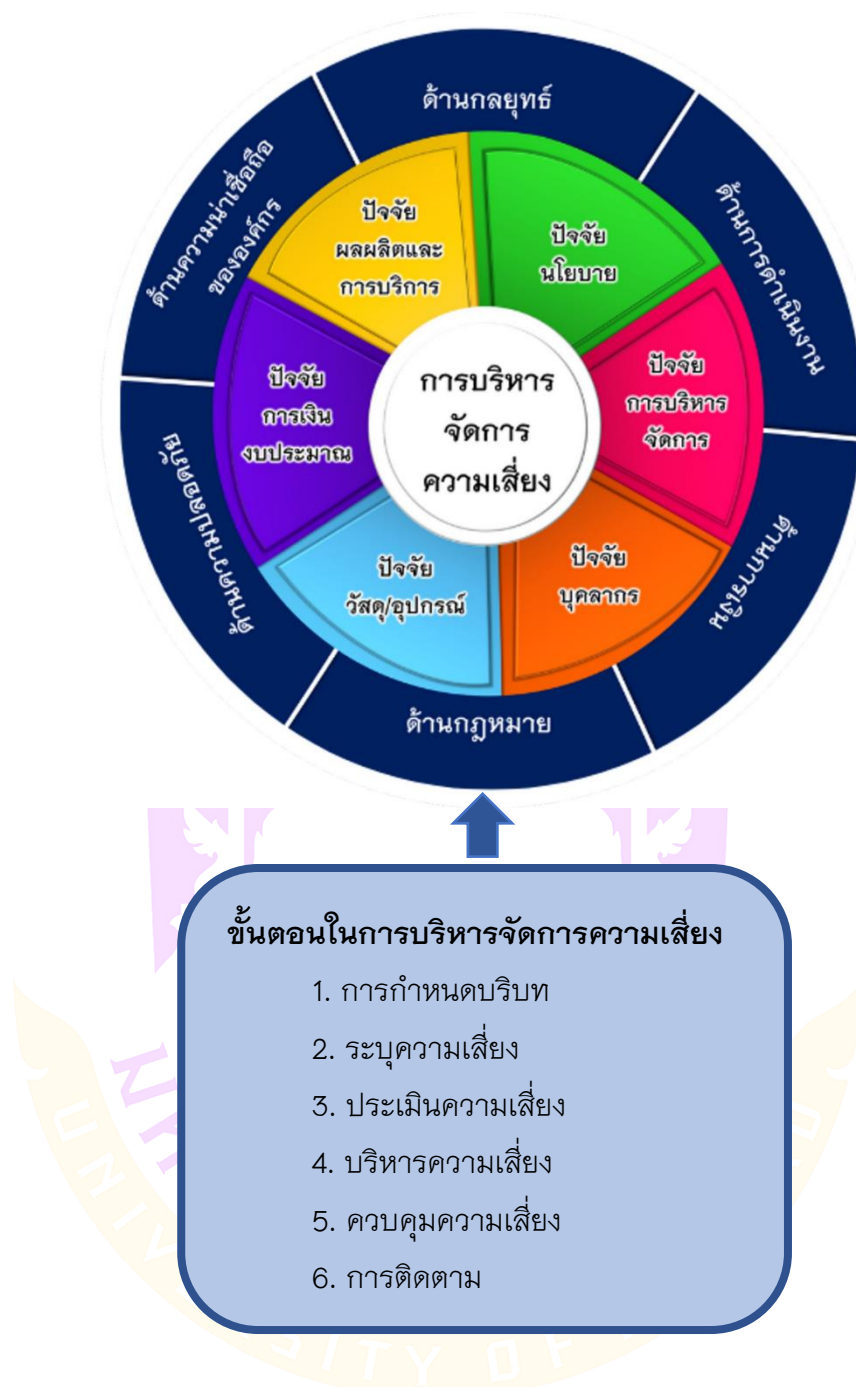 ด้านกลยุทธ์
ด้านการดำเนินงาน
ด้านการเงิน
ด้านกฎหมาย
ด้านความปลอดภัย
ด้านความน่าเชื่อถือ
ขององค์กร
ปัจจัย
นโยบาย
ปัจจัย
การบริหาร
จัดการ
ปัจจัย
บุคลากร
ปัจจัย
วัสดุ/อุปกรณ์
ปัจจัย
การเงิน
งบประมาณ
ปัจจัย
ผลผลิตและ
การบริการ
การบริหาร
จัดการ
ความเสี่ยง
ขั้นตอนในการบริหารจัดการความเสี่ยง
1. การกำหนดบริบท
2. ระบุความเสี่ยง
3. ประเมินความเสี่ยง
4. บริหารความเสี่ยง
5. ควบคุมความเสี่ยง
6. การติดตาม